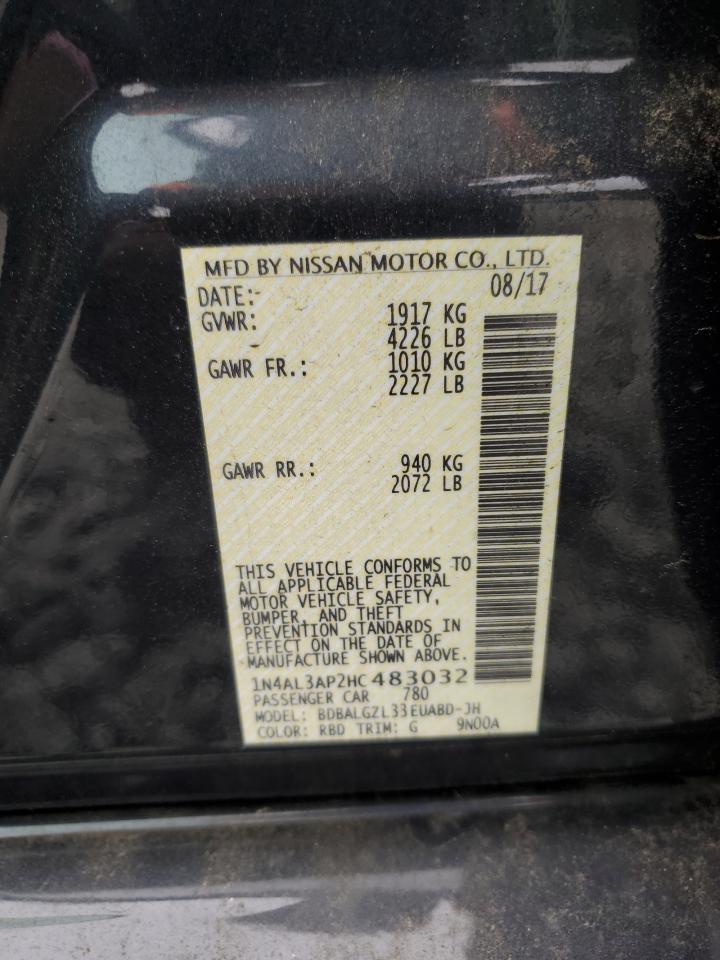 MFD BY NISSAN MOTOR CO., LTD.
DATE:- 08/17
GVWR: 1917 KG
4226 LB
GAWR FR.: 1010 KG
2227 LB
GAWR RR.: 940 KG
2072 LB
THIS VEHICLE CONFORMS TO
ALL APPLICABLE FEDERAL
MOTOR VEHICLE SAFETY,
BUMPER, AND THEFT
PREVENTION STANDARDS IN
EFFECT ON THE DATE OF
MANUFACTURE SHOWN ABOVE.
1N4AL3AP2HC483032
PASSENGER CAR 780
MODEL: BDBALGZL33EUABD-JH
COLOR: RBD TRIM: G 9N00A